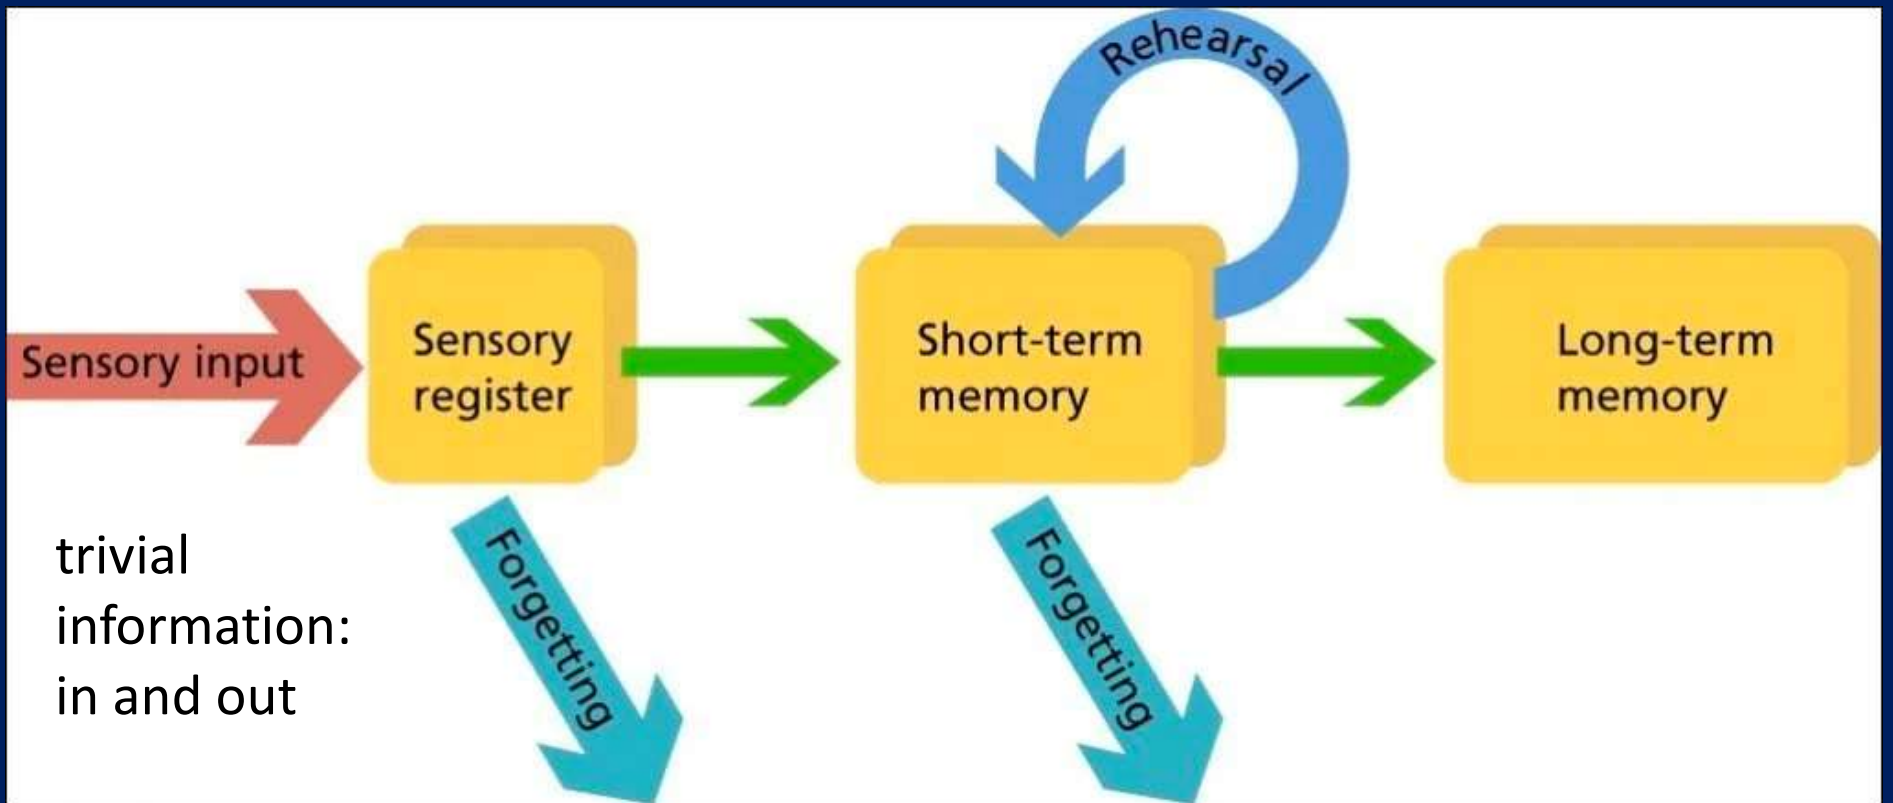 Rehearsal
Sensory input
Sensory
register
Short-term
memory
Long-term
memory
trivial
information:
in and out
Forgetting
Forgetting